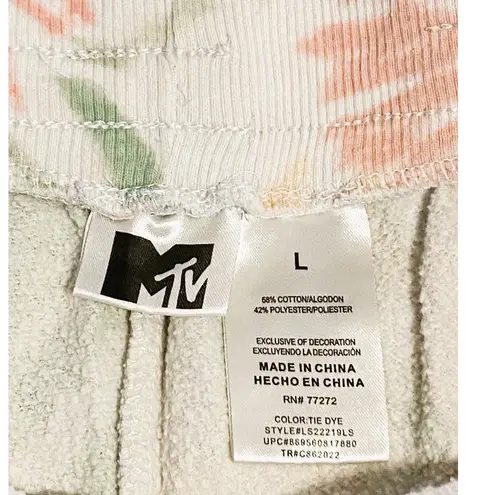 MTV
L
58% COTTON/ALGODON
42% POLYESTER/POLIESTER
EXCLUSIVE OF DECORATION
EXCLUYENDO LA DECORACIÓN
MADE IN CHINA
HECHO EN CHINA
RN# 77272
COLOR:TIE DYE
STYLE#LS22219LS
UPC#889560817880
TR#C862022